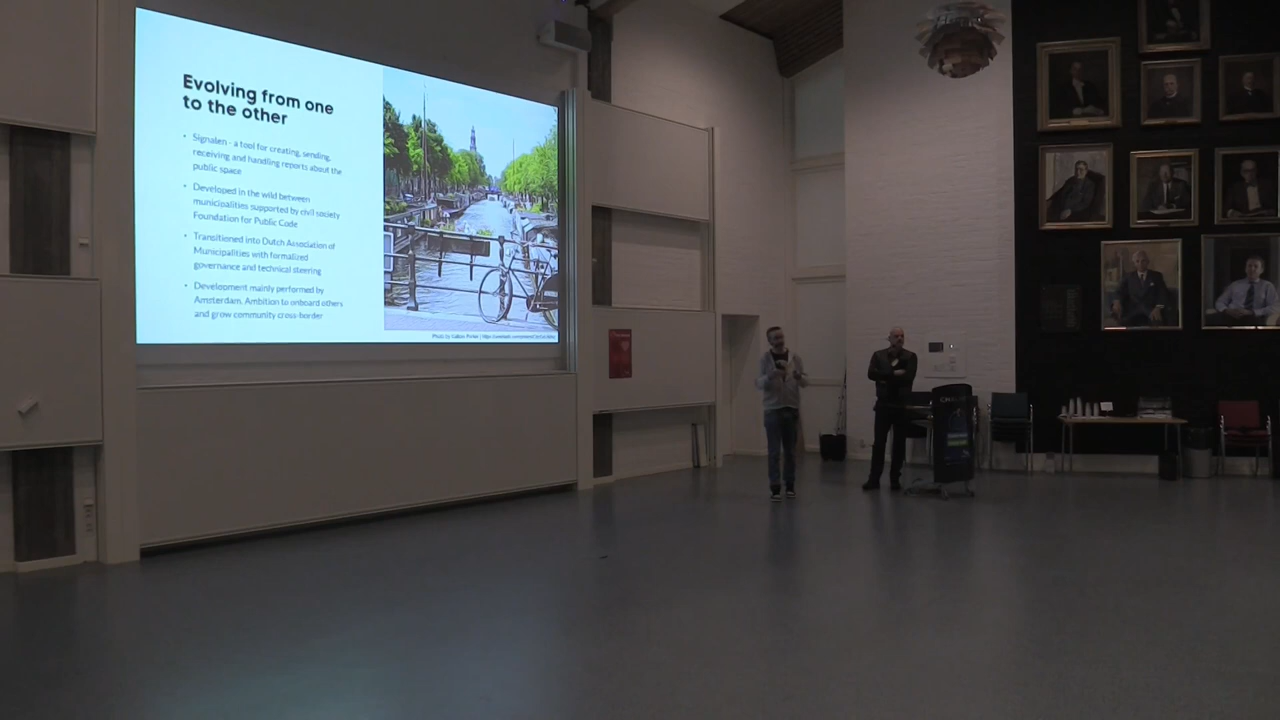 Evolving from one
to the other
• Signalen - a tool for creating, sending,
receiving and handling reports about the
public space
• Developed in the wild between
municipalities supported by civil society
Foundation for Public Code
• Transitioned into Dutch Association of
Municipalities with formalized
governance and technical steering
• Development mainly performed by
Amsterdam. Ambition to onboard others
and grow community cross-border